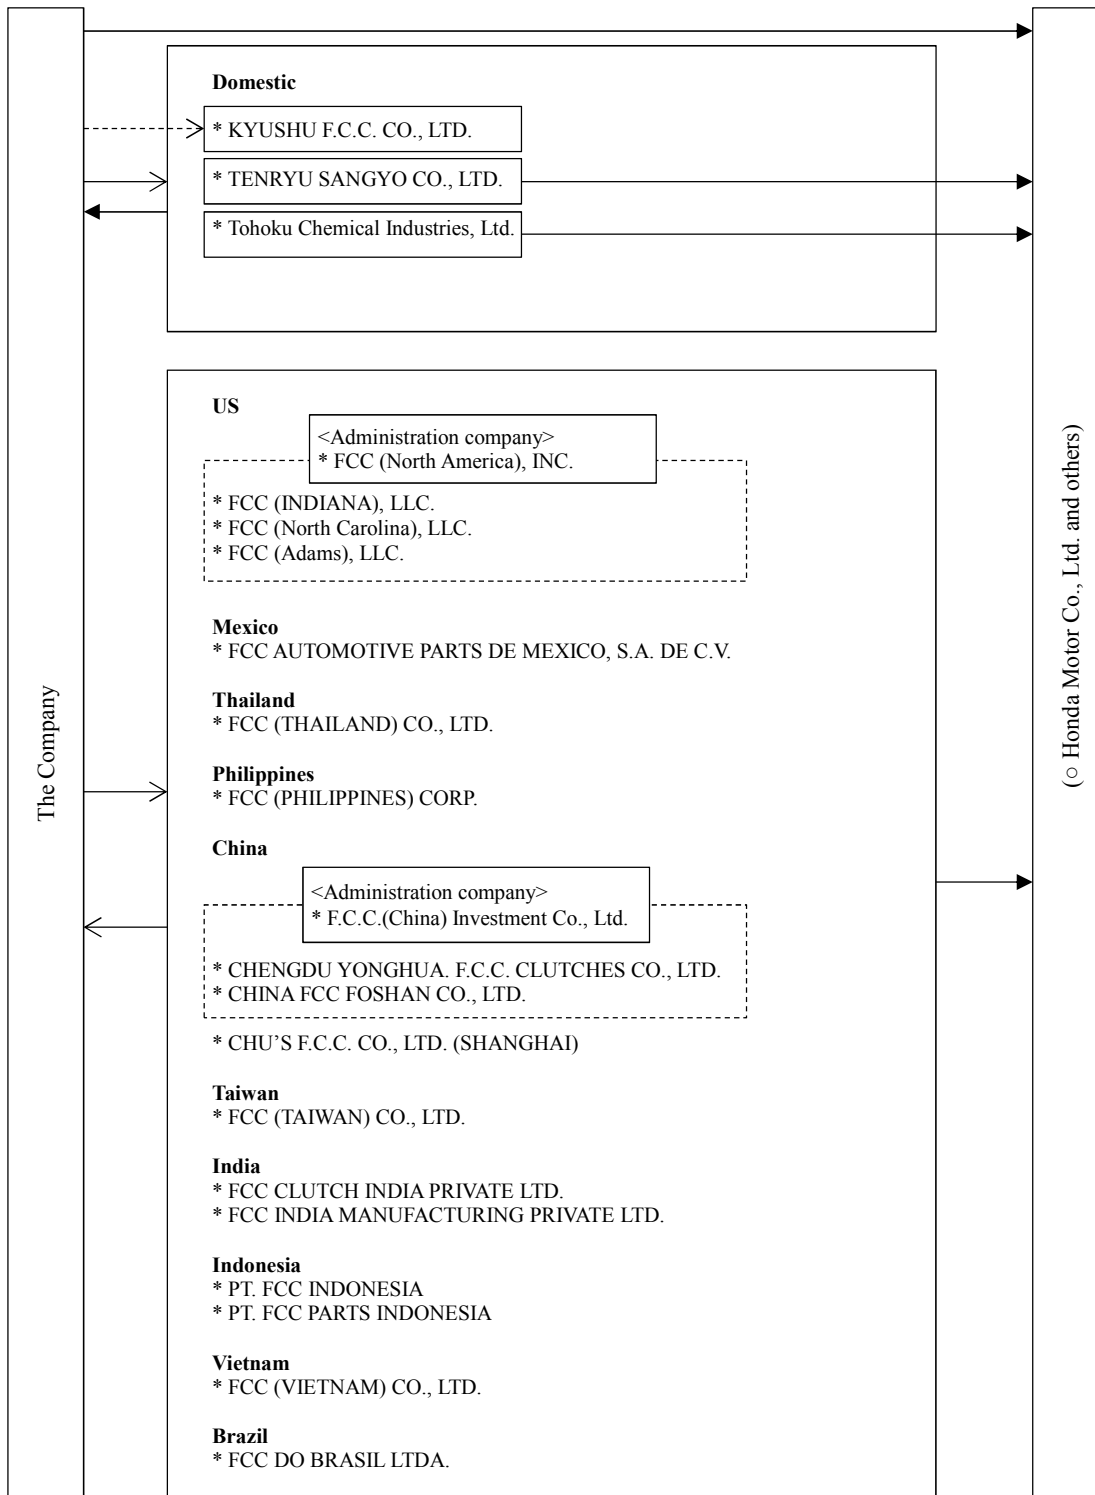 The Company
Domestic
* KYUSHU F.C.C. CO., LTD.
* TENRYU SANGYO CO., LTD.
* Tohoku Chemical Industries, Ltd.
US
<Administration company>
* FCC (North America), INC.
* FCC (INDIANA), LLC.
* FCC (North Carolina), LLC.
* FCC (Adams), LLC.
Mexico
* FCC AUTOMOTIVE PARTS DE MEXICO, S.A. DE C.V.
Thailand
* FCC (THAILAND) CO., LTD.
Philippines
* FCC (PHILIPPINES) CORP.
China
<Administration company>
* F.C.C.(China) Investment Co., Ltd.
* CHENGDU YONGHUA. F.C.C. CLUTCHES CO., LTD.
* CHINA FCC FOSHAN CO., LTD.
* CHU’S F.C.C. CO., LTD. (SHANGHAI)
Taiwan
* FCC (TAIWAN) CO., LTD.
India
* FCC CLUTCH INDIA PRIVATE LTD.
* FCC INDIA MANUFACTURING PRIVATE LTD.
Indonesia
* PT. FCC INDONESIA
* PT. FCC PARTS INDONESIA
Vietnam
* FCC (VIETNAM) CO., LTD.
Brazil
* FCC DO BRASIL LTDA.
(○ Honda Motor Co., Ltd. and others)